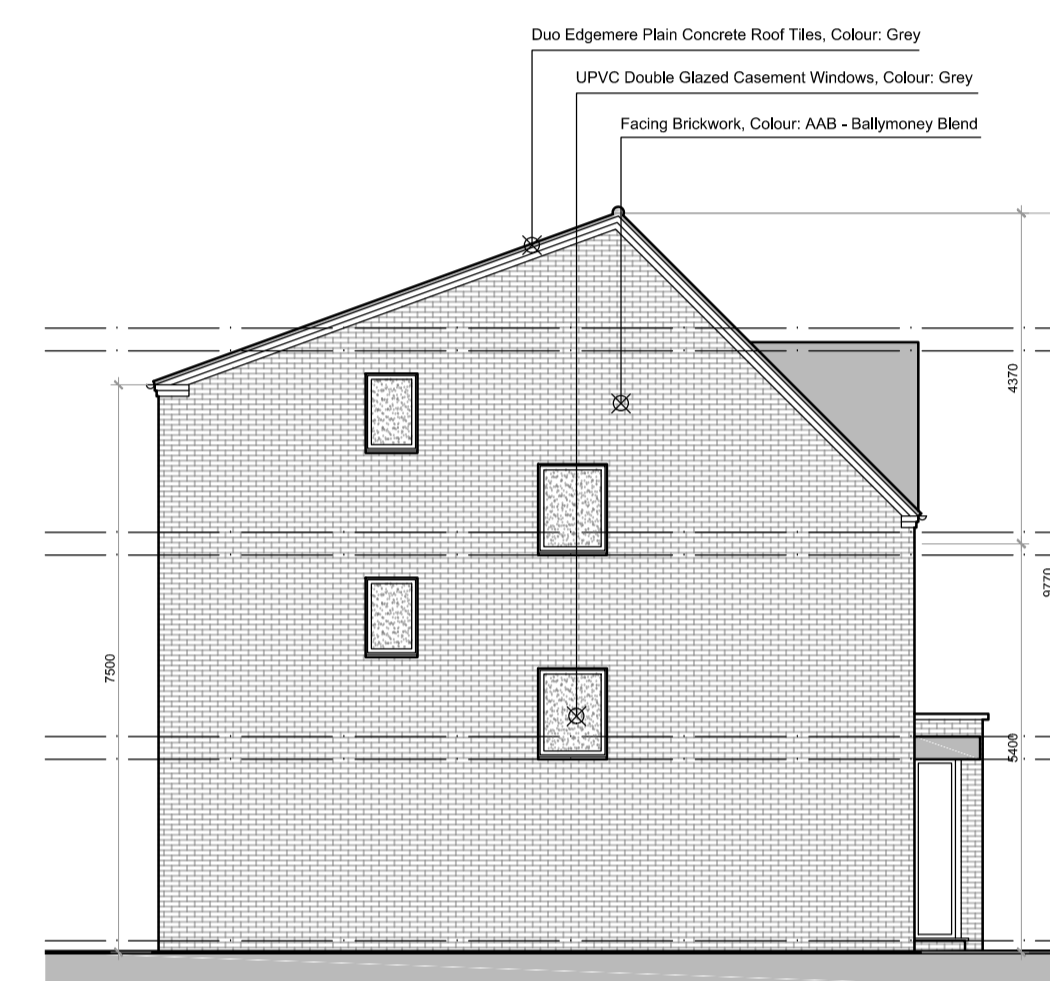 Duo Edgemere Plain Concrete Roof Tiles, Colour: Grey
UPVC Double Glazed Casement Windows, Colour: Grey
Facing Brickwork, Colour: AAB - Ballymoney Blend
4370
9770
7500
5400